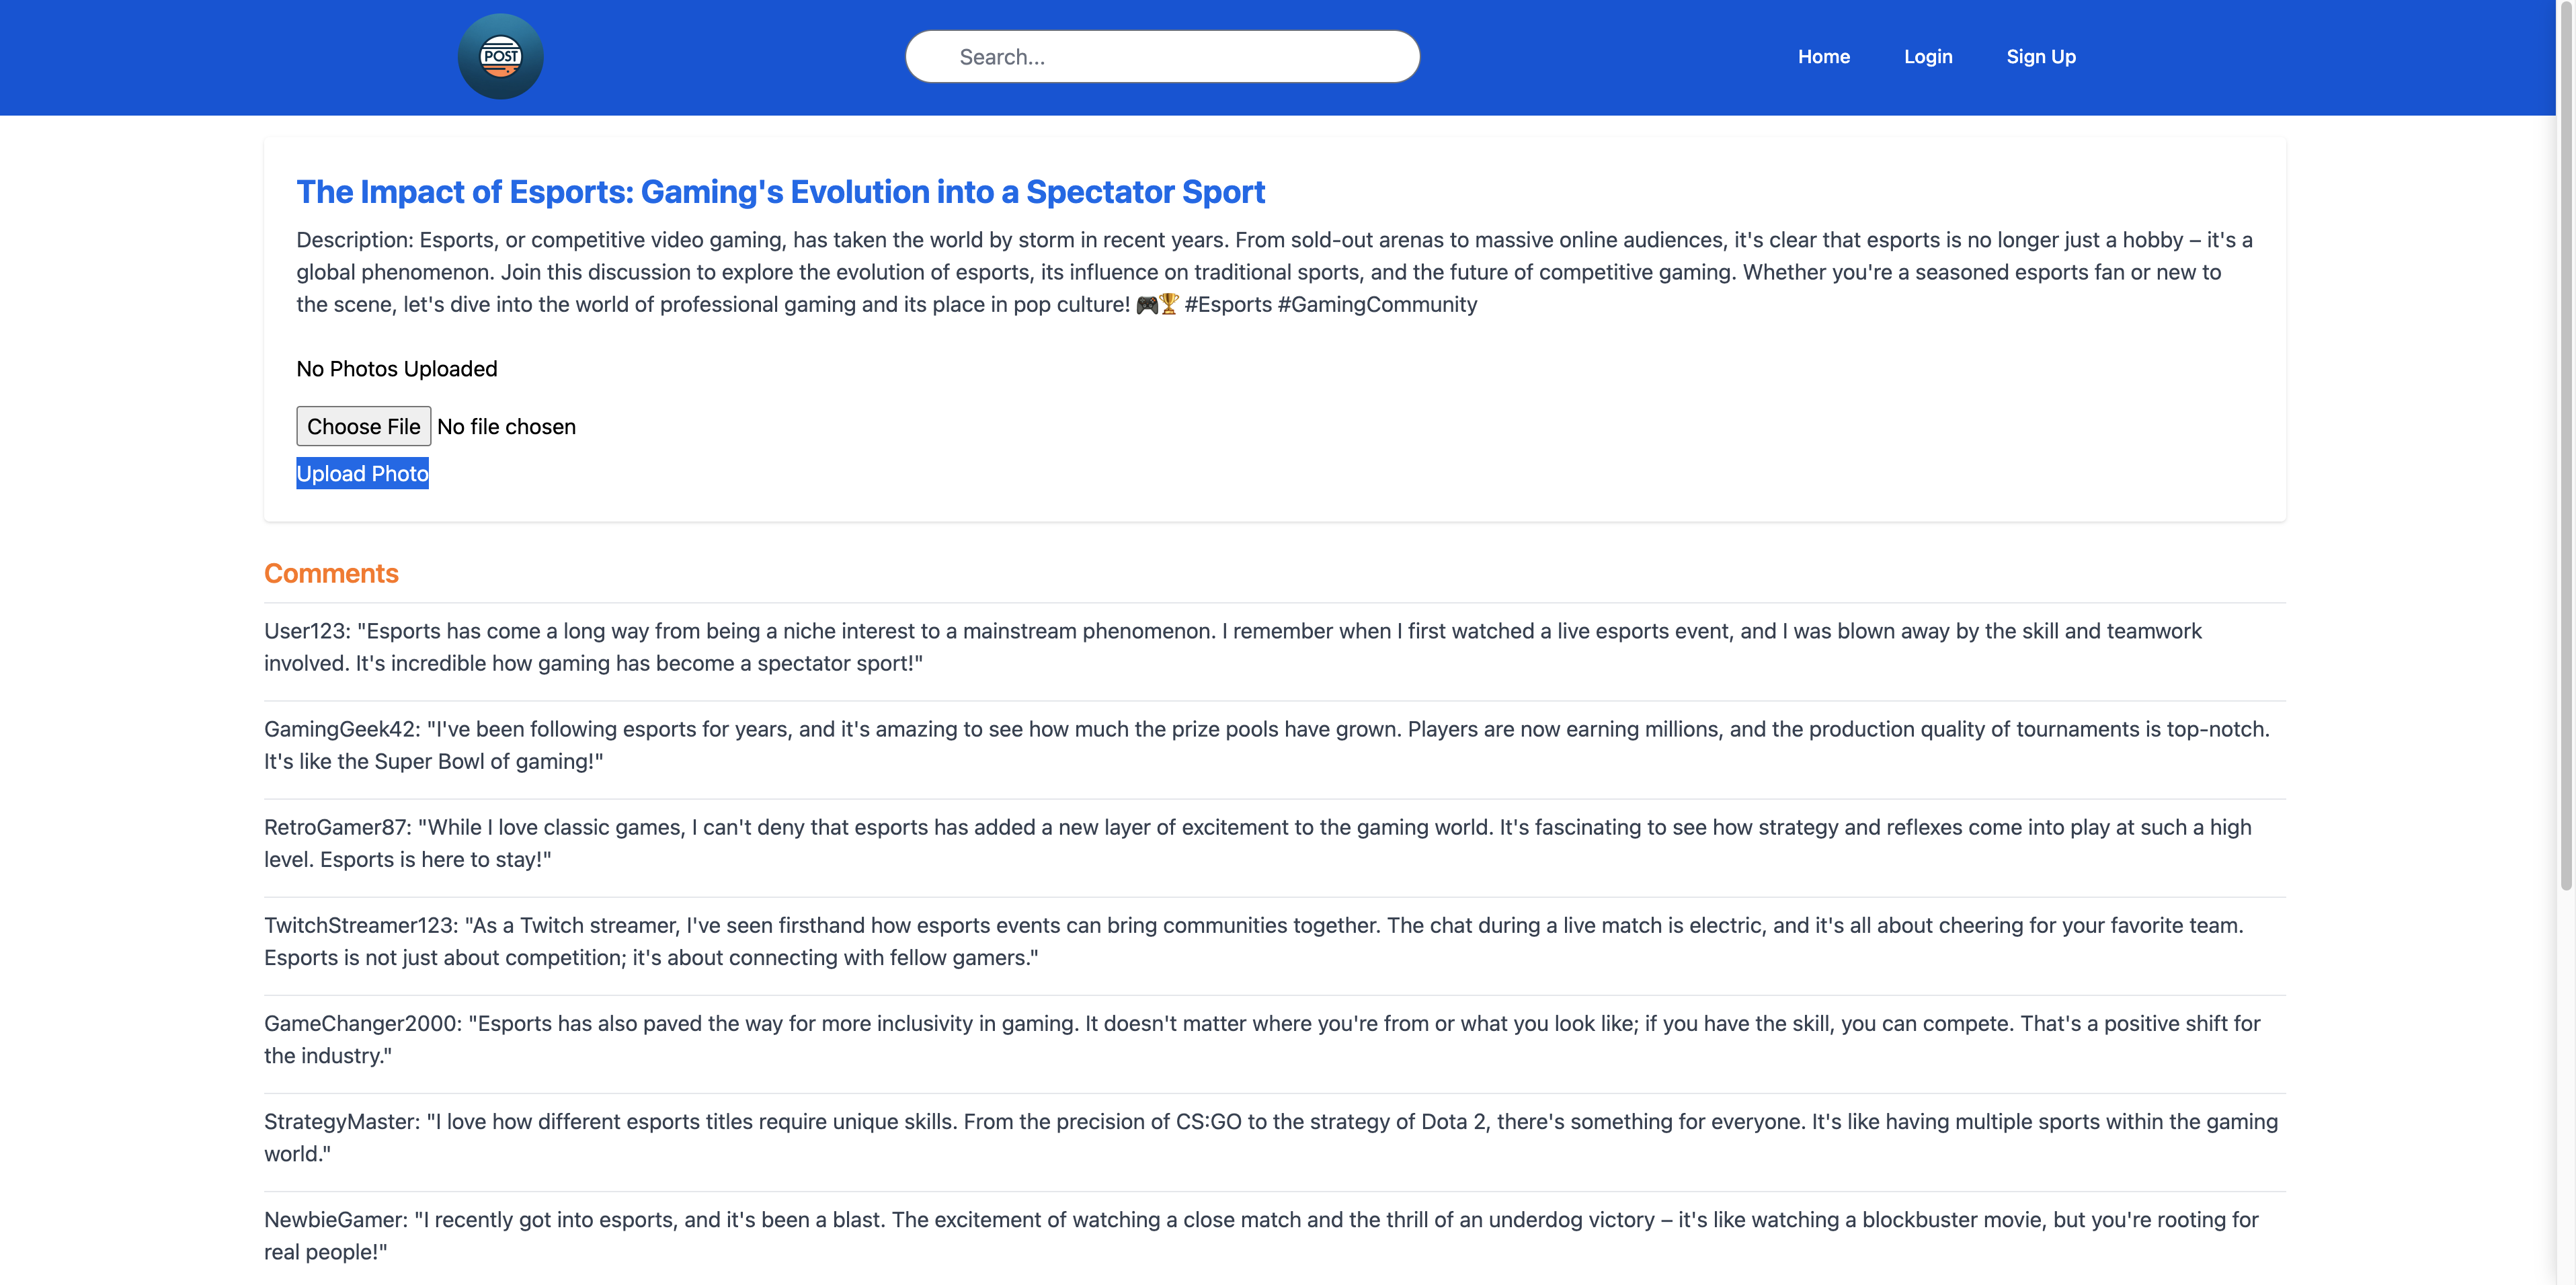 POST
Search...
Home
Login
Sign Up
The Impact of Esports: Gaming's Evolution into a Spectator Sport
Description: Esports, or competitive video gaming, has taken the world by storm in recent years. From sold-out arenas to massive online audiences, it's clear that esports is no longer just a hobby – it's a
global phenomenon. Join this discussion to explore the evolution of esports, its influence on traditional sports, and the future of competitive gaming. Whether you're a seasoned esports fan or new to
the scene, let's dive into the world of professional gaming and its place in pop culture! 🎮🏆 #Esports #GamingCommunity
No Photos Uploaded
Choose File No file chosen
Upload Photo
Comments
User123: "Esports has come a long way from being a niche interest to a mainstream phenomenon. I remember when I first watched a live esports event, and I was blown away by the skill and teamwork
involved. It's incredible how gaming has become a spectator sport!"
GamingGeek42: "I've been following esports for years, and it's amazing to see how much the prize pools have grown. Players are now earning millions, and the production quality of tournaments is top-notch.
It's like the Super Bowl of gaming!"
RetroGamer87: "While I love classic games, I can't deny that esports has added a new layer of excitement to the gaming world. It's fascinating to see how strategy and reflexes come into play at such a high
level. Esports is here to stay!"
TwitchStreamer123: "As a Twitch streamer, I've seen firsthand how esports events can bring communities together. The chat during a live match is electric, and it's all about cheering for your favorite team.
Esports is not just about competition; it's about connecting with fellow gamers."
GameChanger2000: "Esports has also paved the way for more inclusivity in gaming. It doesn't matter where you're from or what you look like; if you have the skill, you can compete. That's a positive shift for
the industry."
StrategyMaster: "I love how different esports titles require unique skills. From the precision of CS:GO to the strategy of Dota 2, there's something for everyone. It's like having multiple sports within the gaming
world."
NewbieGamer: "I recently got into esports, and it's been a blast. The excitement of watching a close match and the thrill of an underdog victory – it's like watching a blockbuster movie, but you're rooting for
real people!"